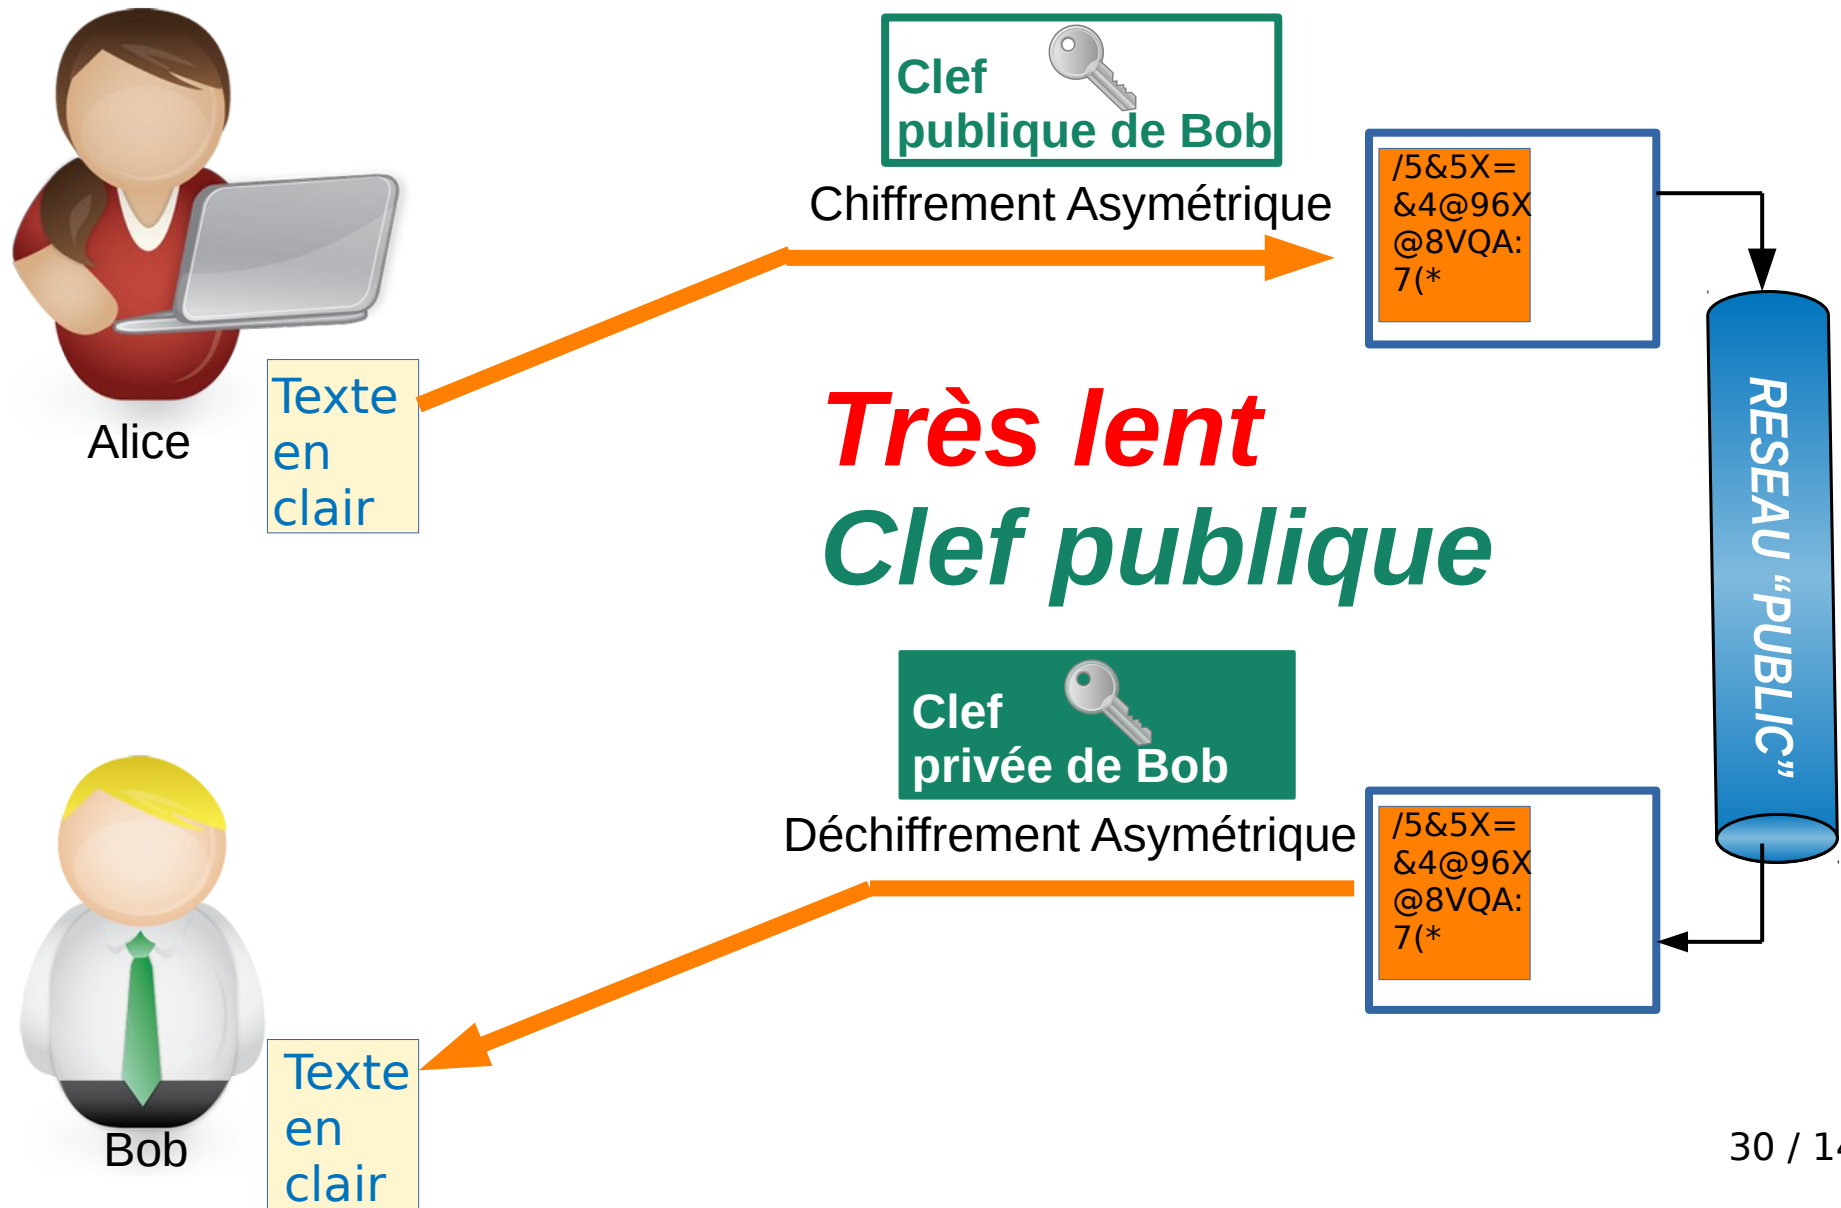 Clef
publique de Bob
Chiffrement Asymétrique
/5&5X=
&4@96X
@8VQA:
7(*
Alice
Texte
en
clair
Très lent
Clef publique
RESEAU “PUBLIC”
Clef
privée de Bob
Déchiffrement Asymétrique
/5&5X=
&4@96X
@8VQA:
7(*
Bob
Texte
en
clair
30 / 14